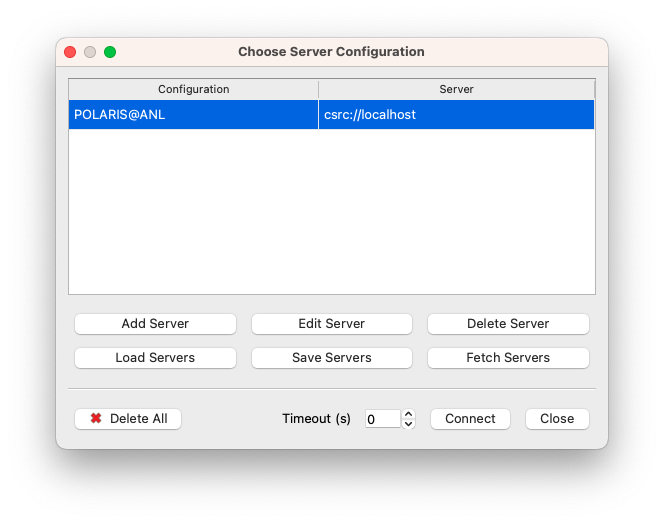 Choose Server Configuration
Configuration Server
POLARIS@ANL csrc://localhost
Add Server Edit Server Delete Server
Load Servers Save Servers Fetch Servers
Delete All Timeout (s) 0 Connect Close